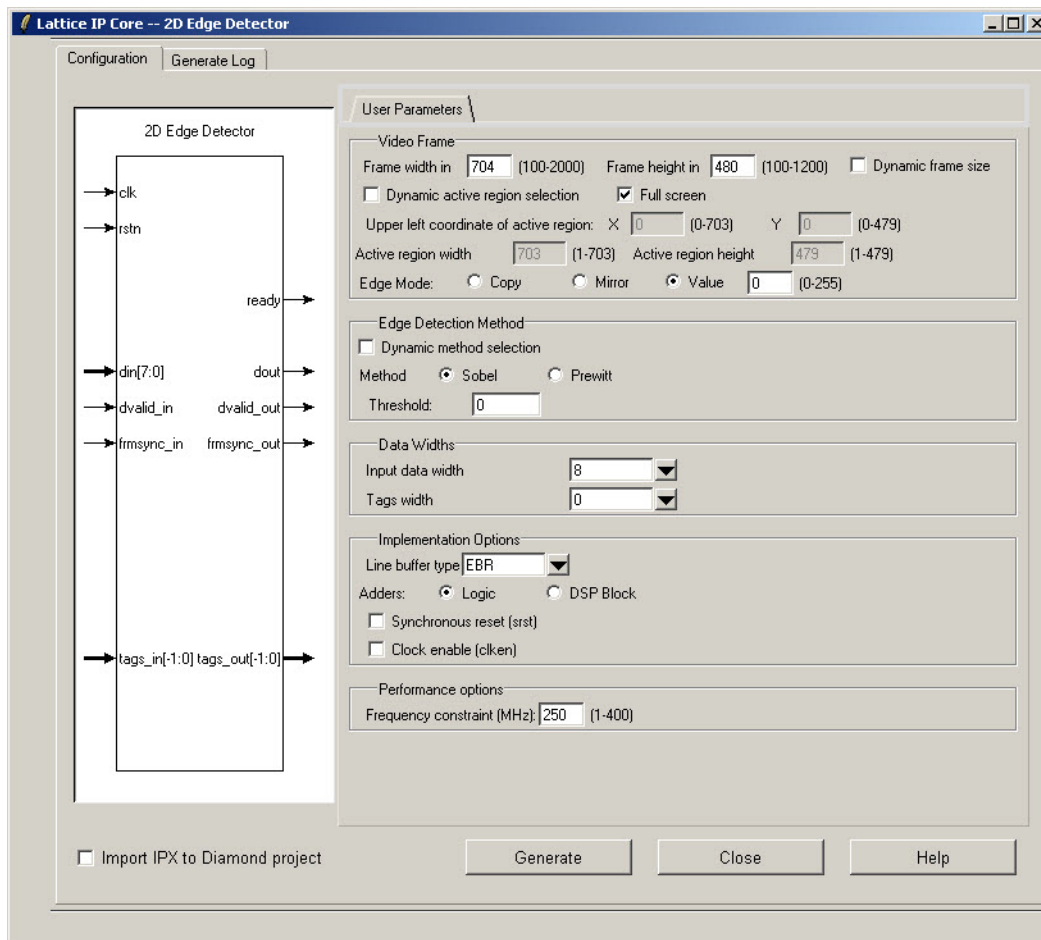 Lattice IP Core -- 2D Edge Detector
Configuration Generate Log
2D Edge Detector
clk
rstn
ready
din[7:0] dout
dvalid_in dvalid_out
frmsync_in frmsync_out
tags_in[-1:0] tags_out[-1:0]
User Parameters
Video Frame
Frame width in 704 (100-2000) Frame height in 480 (100-1200) Dynamic frame size
Dynamic active region selection Full screen
Upper left coordinate of active region: X 0 (0-703) Y 0 (0-479)
Active region width 703 (1-703) Active region height 479 (1-479)
Edge Mode: Copy Mirror Value 0 (0-255)
Edge Detection Method
Dynamic method selection
Method Sobel Prewitt
Threshold: 0
Data Widths
Input data width 8
Tags width 0
Implementation Options
Line buffer type EBR
Adders: Logic DSP Block
Synchronous reset (srst)
Clock enable (clken)
Performance options
Frequency constraint (MHz): 250 (1-400)
Import IPX to Diamond project Generate Close Help